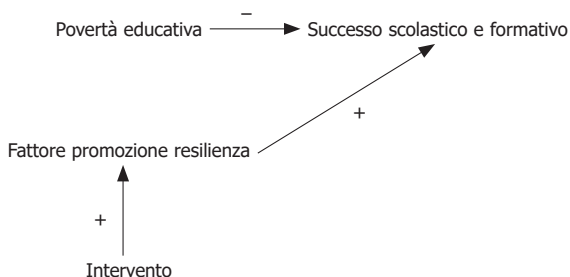 Povertà educativa
–
Successo scolastico e formativo
+
Fattore promozione resilienza
+
Intervento